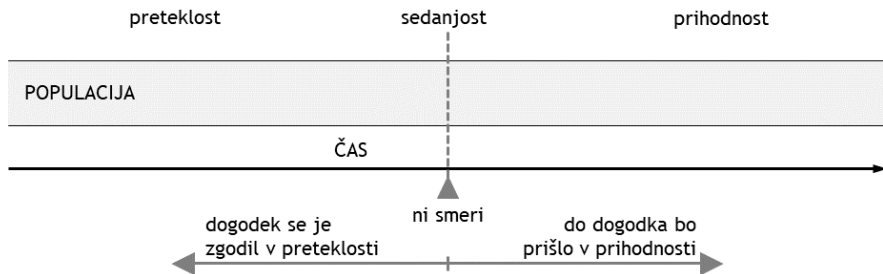 preteklost
sedanjost
prihodnost
POPULACIJA
ČAS
ni smeri
dogodek se je
zgodil v preteklosti
do dogodka bo
prišlo v prihodnosti